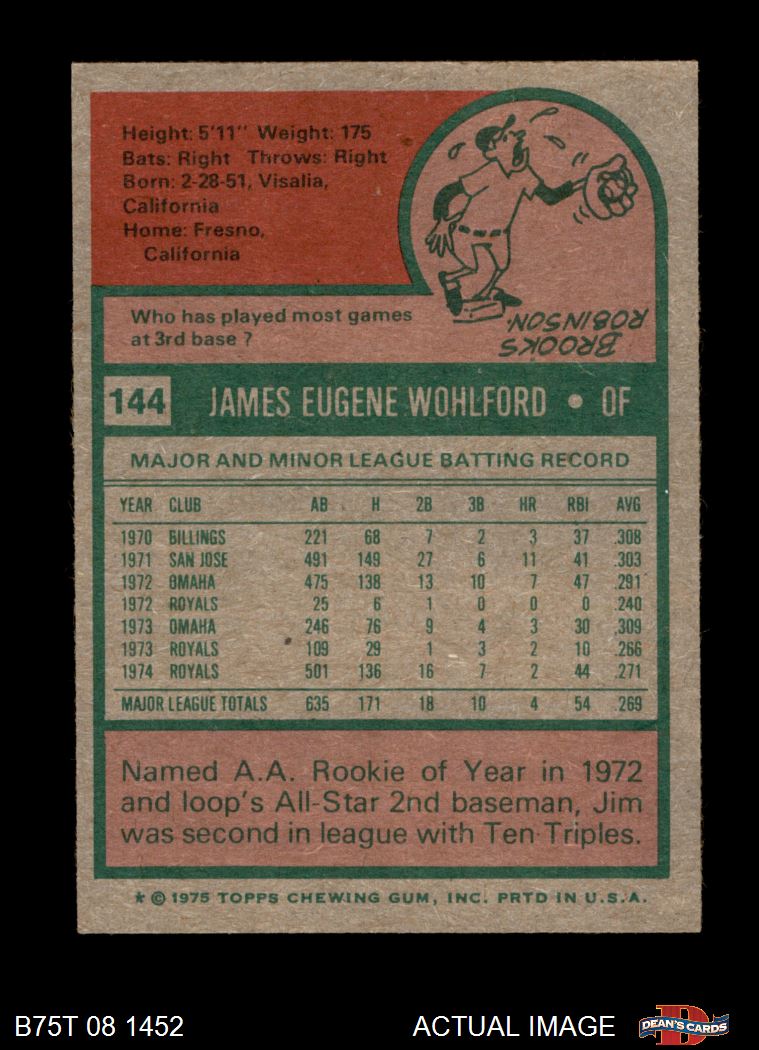 Height: 5'11" Weight: 175
Bats: Right Throws: Right
Born: 2-28-51, Visalia,
California
Home: Fresno,
California
Who has played most games
at 3rd base ?
BROOKS
ROBINSON
144 JAMES EUGENE WOHLFORD • OF
MAJOR AND MINOR LEAGUE BATTING RECORD
YEAR CLUB AB H 2B 3B HR RBI AVG
1970 BILLINGS 221 68 7 2 3 37 .308
1971 SAN JOSE 491 149 27 6 11 41 .303
1972 OMAHA 475 138 13 10 7 47 .291
1972 ROYALS 25 6 1 0 0 0 .240
1973 OMAHA 246 76 9 4 3 30 .309
1973 ROYALS 109 29 1 3 2 10 .266
1974 ROYALS 501 136 16 7 2 44 .271
MAJOR LEAGUE TOTALS 635 171 18 10 4 54 .269
Named A.A. Rookie of Year in 1972
and loop's All-Star 2nd baseman, Jim
was second in league with Ten Triples.
* © 1975 TOPPS CHEWING GUM, INC. PRTD IN U.S.A.
B75T 08 1452 ACTUAL IMAGE D DEAN'S CARDS